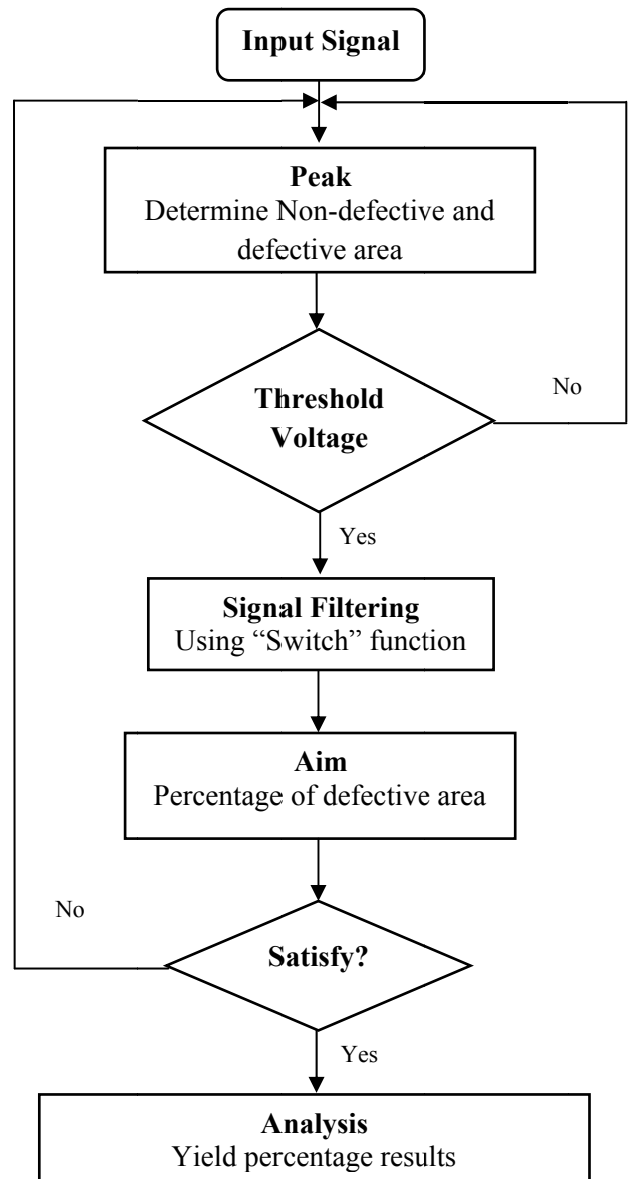 Input Signal
Peak
Determine Non-defective and
defective area
Threshold
Voltage
No
Yes
Signal Filtering
Using “Switch” function
Aim
Percentage of defective area
No
Satisfy?
Yes
Analysis
Yield percentage results